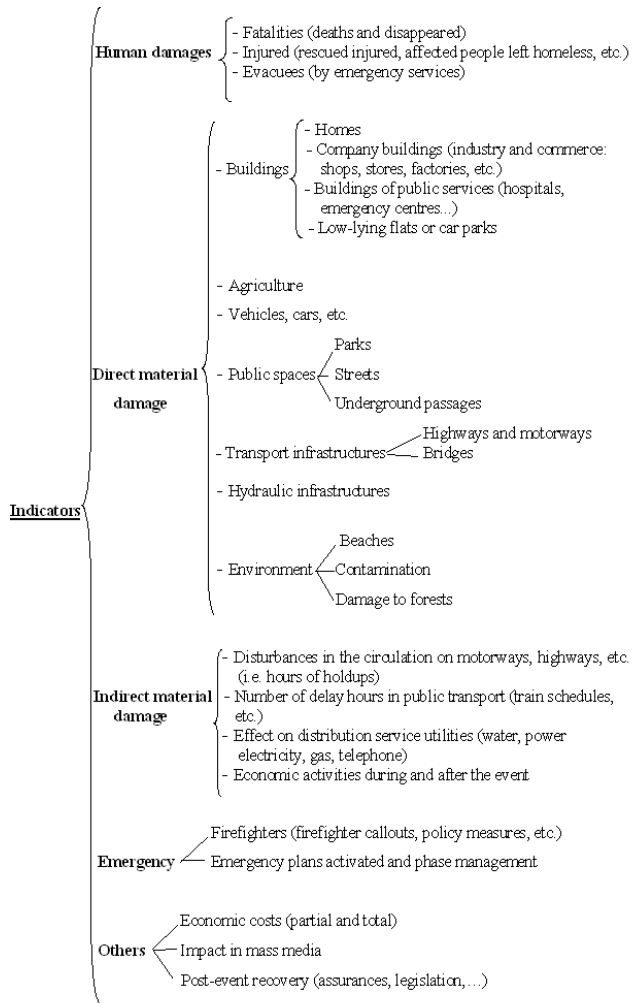 Human damages
- Fatalities (deaths and disappeared)
- Injured (rescued injured, affected people left homeless, etc.)
- Evacuees (by emergency services)
- Buildings
- Homes
- Company buildings (industry and commerce:
shops, stores, factories, etc.)
- Buildings of public services (hospitals,
emergency centres...)
- Low-lying flats or car parks
- Agriculture
- Vehicles, cars, etc.
Direct material
damage
- Public spaces
Parks
Streets
Underground passages
- Transport infrastructures
Highways and motorways
Bridges
- Hydraulic infrastructures
Indicators
- Environment
Beaches
Contamination
Damage to forests
Indirect material
damage
- Disturbances in the circulation on motorways, highways, etc.
(i.e. hours of holdups)
- Number of delay hours in public transport (train schedules,
etc.)
- Effect on distribution service utilities (water, power
electricity, gas, telephone)
- Economic activities during and after the event
Emergency
Firefighters (firefighter callouts, policy measures, etc.)
Emergency plans activated and phase management
Others
Economic costs (partial and total)
Impact in mass media
Post-event recovery (assurances, legislation,...)